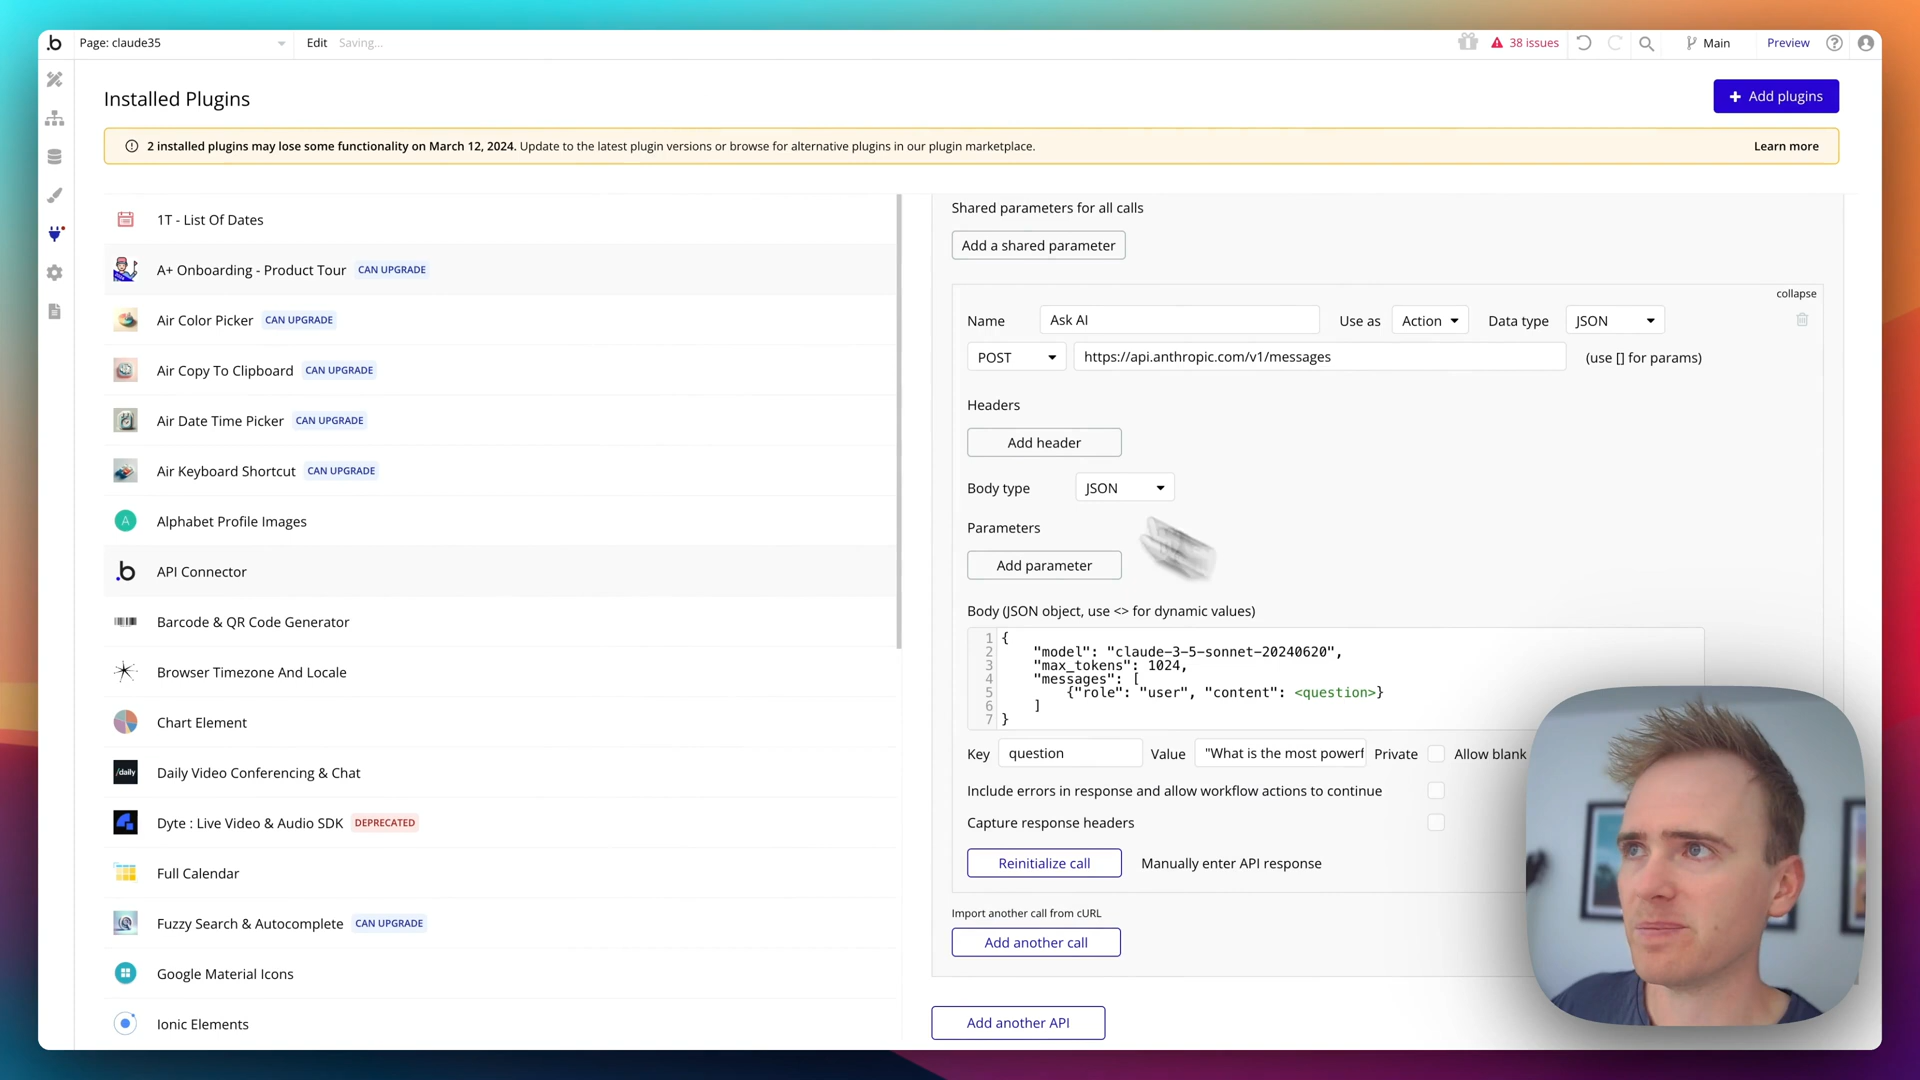 .b
Page: claude35
Edit
Saving...
38 issues
Main
Preview
?
Installed Plugins
+ Add plugins
2 installed plugins may lose some functionality on March 12, 2024. Update to the latest plugin versions or browse for alternative plugins in our plugin marketplace.
Learn more
1T - List Of Dates
A+ Onboarding - Product Tour CAN UPGRADE
Air Color Picker CAN UPGRADE
Air Copy To Clipboard CAN UPGRADE
Air Date Time Picker CAN UPGRADE
Air Keyboard Shortcut CAN UPGRADE
A Alphabet Profile Images
.b API Connector
Barcode & QR Code Generator
Browser Timezone And Locale
Chart Element
/daily Daily Video Conferencing & Chat
Dyte : Live Video & Audio SDK DEPRECATED
Full Calendar
Fuzzy Search & Autocomplete CAN UPGRADE
Google Material Icons
Ionic Elements
Shared parameters for all calls
Add a shared parameter
collapse
Name Ask AI Use as Action Data type JSON
POST https://api.anthropic.com/v1/messages (use [] for params)
Headers
Add header
Body type JSON
Parameters
Add parameter
Body (JSON object, use <> for dynamic values)
1 {
2 "model": "claude-3-5-sonnet-20240620",
3 "max_tokens": 1024,
4 "messages": [
5 {"role": "user", "content": <question>}
6 ]
7 }
Key question Value "What is the most powerf Private Allow blank
Include errors in response and allow workflow actions to continue
Capture response headers
Reinitialize call Manually enter API response
Import another call from cURL
Add another call
Add another API